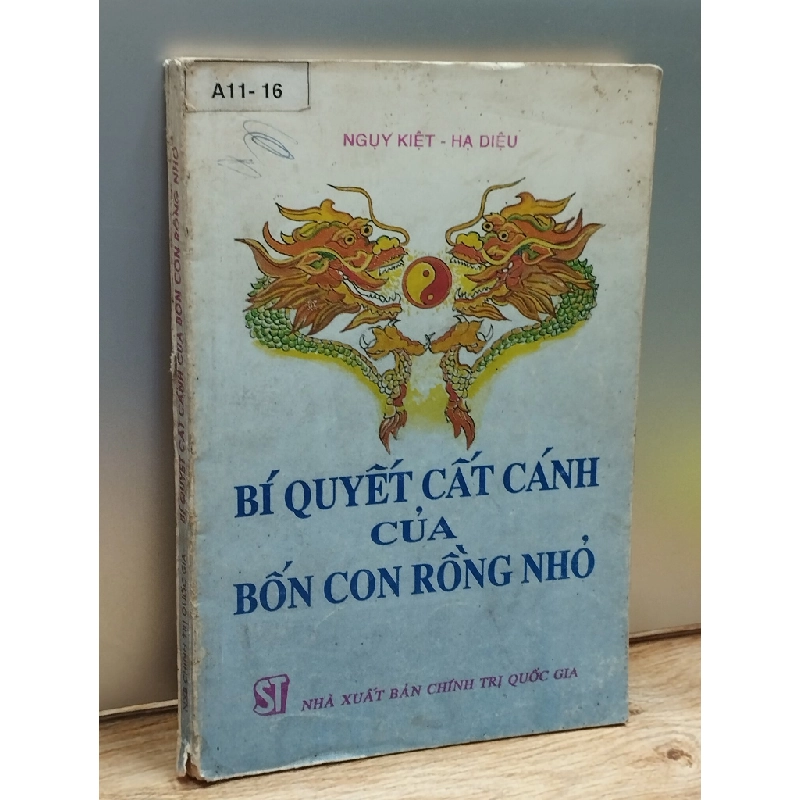 A11- 16
NGỤY KIỆT - HẠ DIỆU
BÍ QUYẾT CẤT CÁNH
CỦA
BỐN CON RỒNG NHỎ
ST
NHÀ XUẤT BẢN CHÍNH TRỊ QUỐC GIA
BÍ QUYẾT CẤT CÁNH CỦA BỐN CON RỒNG NHỎ